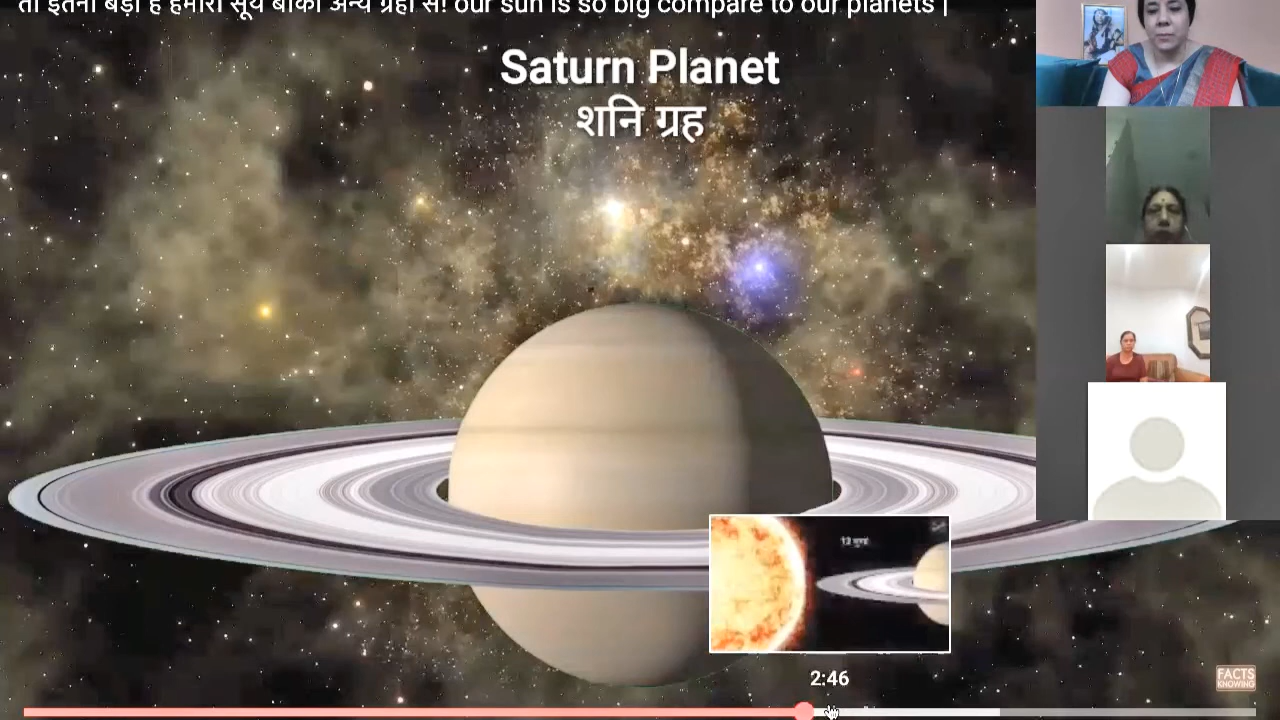 तो इतना बड़ा है हमारा सूर्य बाकी अन्य ग्रहों से! our sun is so big compare to our planets |
Saturn Planet
शनि ग्रह
2:46
FACTS
KNOWING